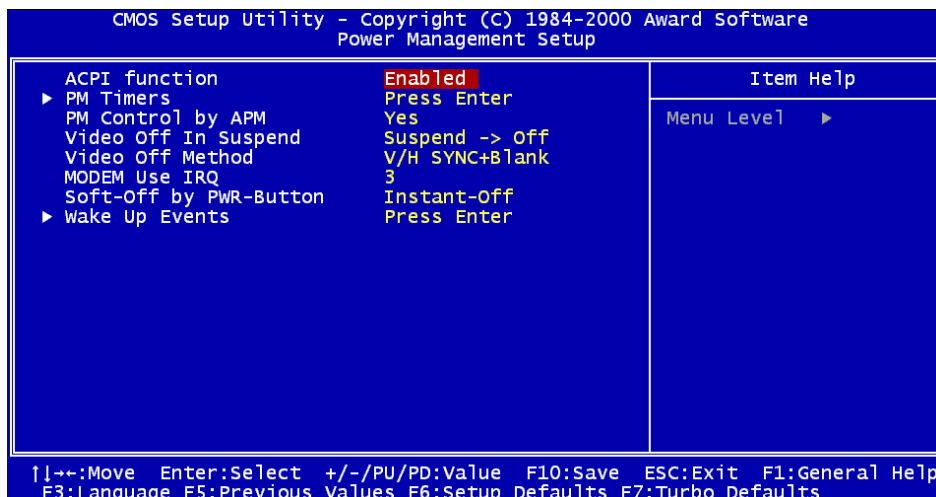 CMOS Setup Utility - Copyright (C) 1984-2000 Award Software
Power Management Setup
ACPI function Enabled
▶ PM Timers Press Enter
PM Control by APM Yes
Video Off In Suspend Suspend -> Off
Video Off Method V/H SYNC+Blank
MODEM Use IRQ 3
Soft-Off by PWR-Button Instant-Off
▶ Wake Up Events Press Enter
Item Help
Menu Level ▶
↑↓→←:Move Enter:Select +/-/PU/PD:Value F10:Save ESC:Exit F1:General Help
F3:Language F5:Previous Values F6:Setup Defaults F7:Turbo Defaults